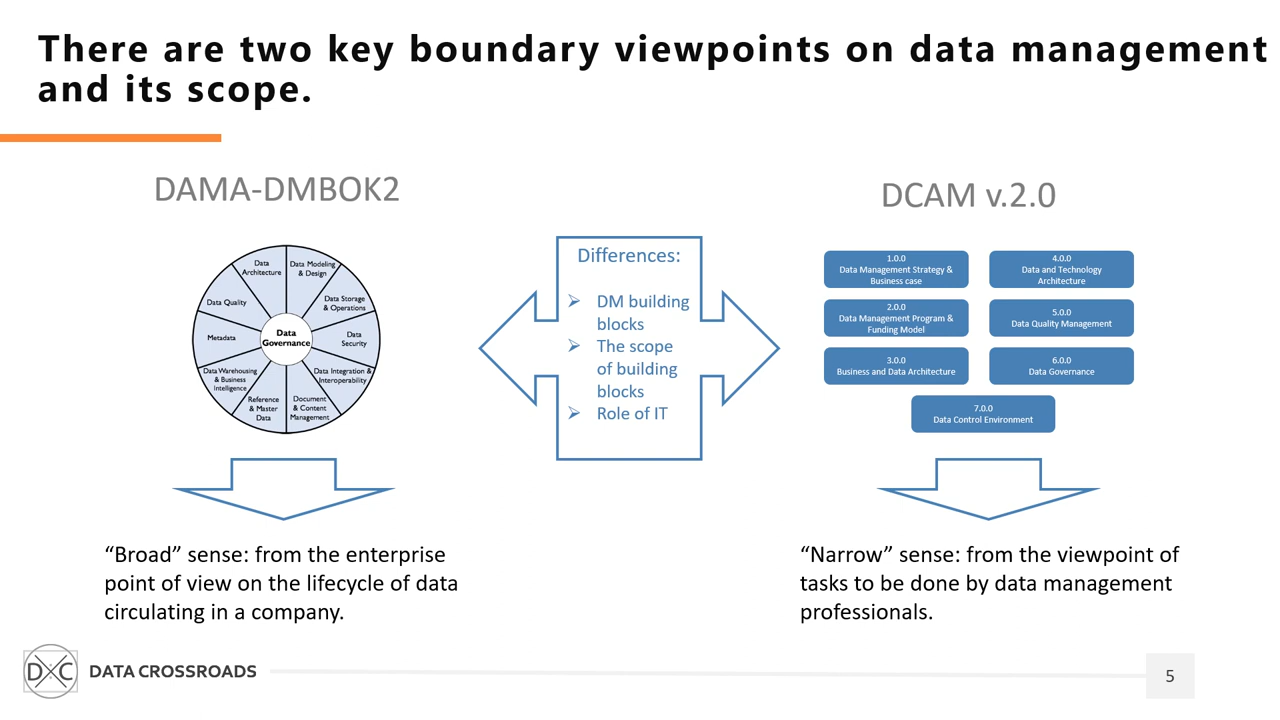 There are two key boundary viewpoints on data management
and its scope.
DAMA-DMBOK2
Data
Architecture
Data Modeling
& Design
Data Storage
& Operations
Data
Security
Data Integration &
Interoperability
Document
& Content
Management
Reference
& Master
Data
Data Warehousing
& Business
Intelligence
Metadata
Data Quality
Data
Governance
Differences:
➢ DM building
blocks
➢ The scope
of building
blocks
➢ Role of IT
DCAM v.2.0
1.0.0
Data Management Strategy &
Business case
4.0.0
Data and Technology
Architecture
2.0.0
Data Management Program &
Funding Model
5.0.0
Data Quality Management
3.0.0
Business and Data Architecture
6.0.0
Data Governance
7.0.0
Data Control Environment
“Broad” sense: from the enterprise
point of view on the lifecycle of data
circulating in a company.
“Narrow” sense: from the viewpoint of
tasks to be done by data management
professionals.
DXC
DATA CROSSROADS
5